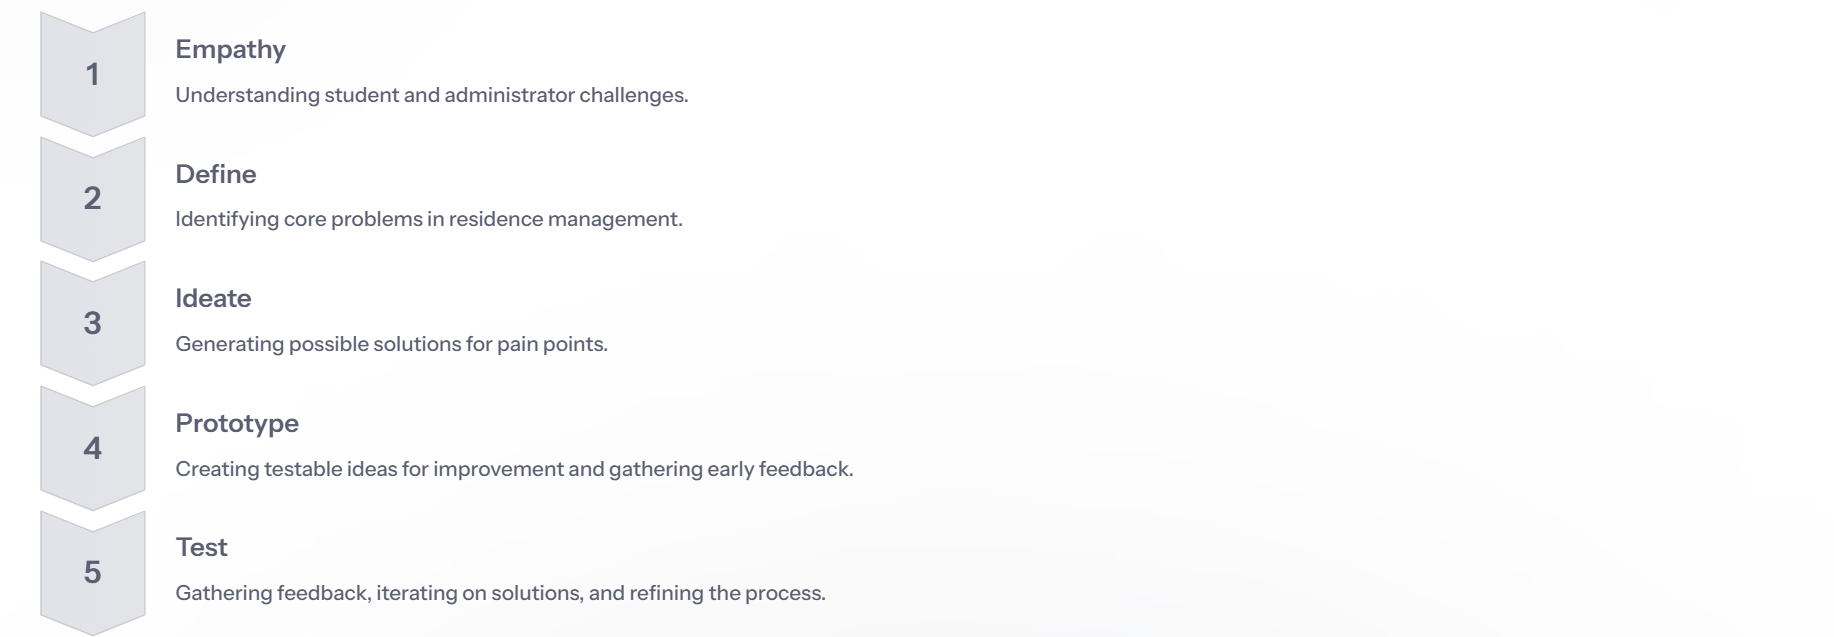 1
Empathy
Understanding student and administrator challenges.
2
Define
Identifying core problems in residence management.
3
Ideate
Generating possible solutions for pain points.
4
Prototype
Creating testable ideas for improvement and gathering early feedback.
5
Test
Gathering feedback, iterating on solutions, and refining the process.